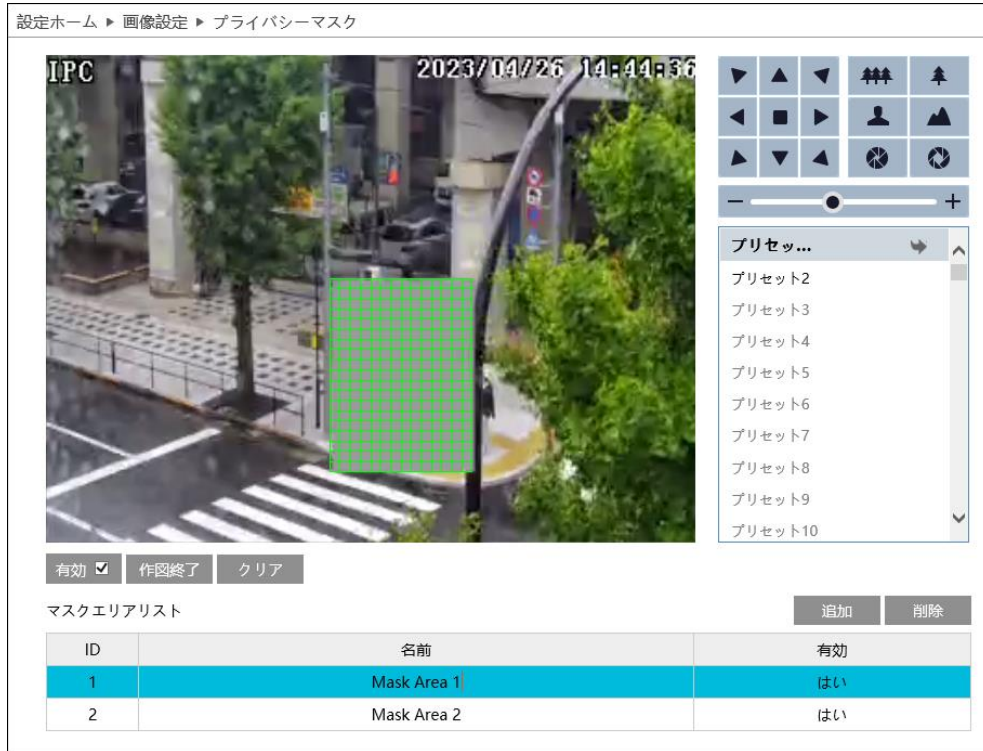 設定ホーム ▶ 画像設定 ▶ プライバシーマスク
IPC
2023/04/26 14:44:36
プリセッ...
プリセット2
プリセット3
プリセット4
プリセット5
プリセット6
プリセット7
プリセット8
プリセット9
プリセット10
有効 作図終了 クリア
マスクエリアリスト 追加 削除
ID 名前 有効
1 Mask Area 1 はい
2 Mask Area 2 はい